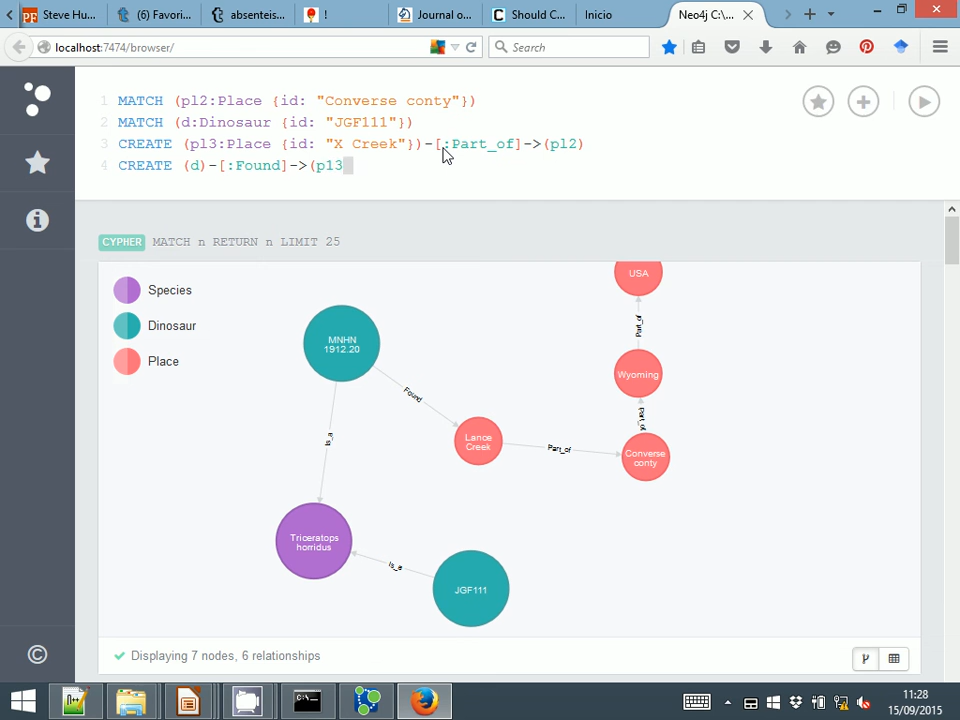 Steve Hu...
(6) Favori...
absenteis...
!
Journal o...
Should C...
Inicio
Neo4j C:\...
localhost:7474/browser/
Search
1 MATCH (pl2:Place {id: "Converse conty"})
2 MATCH (d:Dinosaur {id: "JGF111"})
3 CREATE (pl3:Place {id: "X Creek"})-[:Part_of]->(pl2)
4 CREATE (d)-[:Found]->(pl3
CYPHER MATCH n RETURN n LIMIT 25
Species
Dinosaur
Place
USA
Part_of
MNHN
1912.20
Wyoming
Found
Part_of
Lance
Creek
Part_of
Converse
conty
Is_a
Triceratops
horridus
Is_a
JGF111
Displaying 7 nodes, 6 relationships
11:28
15/09/2015